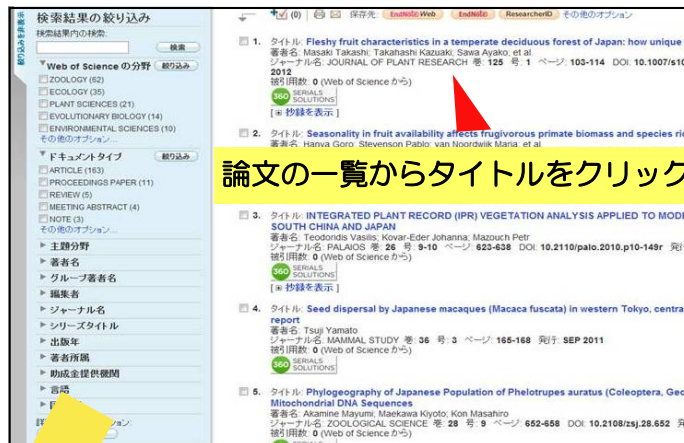 絞り込みを非表示
検索結果の絞り込み
検索結果内の検索:
検索
Web of Science の分野 絞り込み
ZOOLOGY (62)
ECOLOGY (35)
PLANT SCIENCES (21)
EVOLUTIONARY BIOLOGY (14)
ENVIRONMENTAL SCIENCES (10)
その他のオプション...
ドキュメントタイプ 絞り込み
ARTICLE (163)
PROCEEDINGS PAPER (11)
REVIEW (5)
MEETING ABSTRACT (4)
NOTE (3)
その他のオプション...
主題分野
著者名
グループ著者名
編集者
ジャーナル名
シリーズタイトル
出版年
著者所属
助成金提供機関
言語
(0) 保存先: EndNote Web EndNote ResearcherID その他のオプション
1. タイトル: Fleshy fruit characteristics in a temperate deciduous forest of Japan: how unique
著者名: Masaki Takashi; Takahashi Kazuaki; Sawa Ayako; et al.
ジャーナル名: JOURNAL OF PLANT RESEARCH 巻: 125 号: 1 ページ: 103-114 DOI: 10.1007/s10
2012
被引用数: 0 (Web of Science から)
360 SERIALS SOLUTIONS
[抄録を表示 ]
2. タイトル: Seasonality in fruit availability affects frugivorous primate biomass and species ric
著者名: Hanya Goro; Stevenson Pablo; van Noordwijk Maria; et al.
論文の一覧からタイトルをクリック
3. タイトル: INTEGRATED PLANT RECORD (IPR) VEGETATION ANALYSIS APPLIED TO MODE
SOUTH CHINA AND JAPAN
著者名: Teodoridis Vasilis; Kovar-Eder Johanna; Mazouch Petr
ジャーナル名: PALAIOS 巻: 26 号: 9-10 ページ: 623-638 DOI: 10.2110/palo.2010.p10-149r 発行
被引用数: 0 (Web of Science から)
360 SERIALS SOLUTIONS
[抄録を表示 ]
4. タイトル: Seed dispersal by Japanese macaques (Macaca fuscata) in western Tokyo, centra
report
著者名: Tsuji Yamato
ジャーナル名: MAMMAL STUDY 巻: 36 号: 3 ページ: 165-168 発行: SEP 2011
被引用数: 0 (Web of Science から)
360 SERIALS SOLUTIONS
5. タイトル: Phylogeography of Japanese Population of Phelotrupes auratus (Coleoptera, Geo
Mitochondrial DNA Sequences
著者名: Akamine Mayumi; Maekawa Kiyoto; Kon Masahiro
ジャーナル名: ZOOLOGICAL SCIENCE 巻: 28 号: 9 ページ: 652-658 DOI: 10.2108/zsj.28.652
被引用数: 0 (Web of Science から)